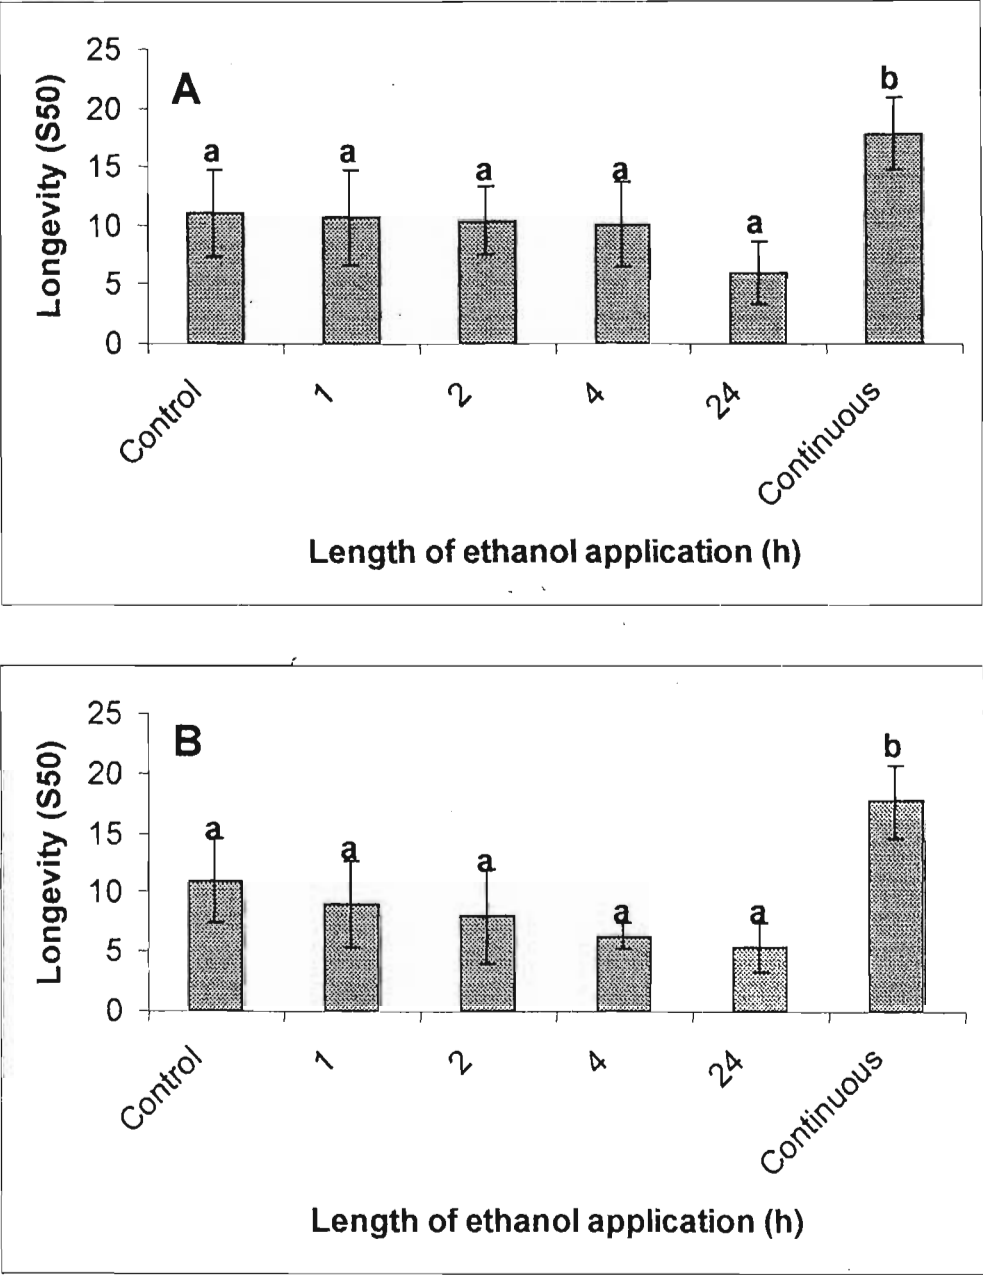 25
20
15
10
5
0
Longevity (S50)
A
a
a
a
a
a
b
Control
1
2
4
24
Continuous
Length of ethanol application (h)
25
20
15
10
5
0
Longevity (S50)
B
a
a
a
a
a
b
Control
1
2
4
24
Continuous
Length of ethanol application (h)